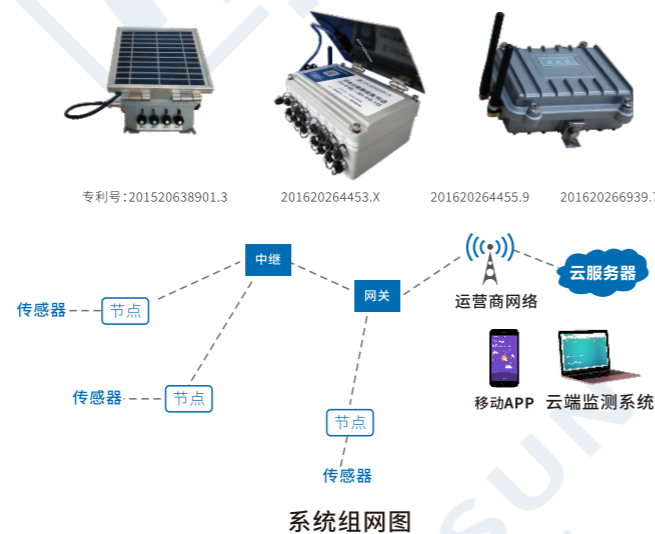 专利号:201520638901.3
201620264453.X
201620264455.9
201620266939.7
中继
网关
运营商网络
云服务器
传感器
节点
传感器
节点
节点
传感器
移动APP
云端监测系统
系统组网图
SUN